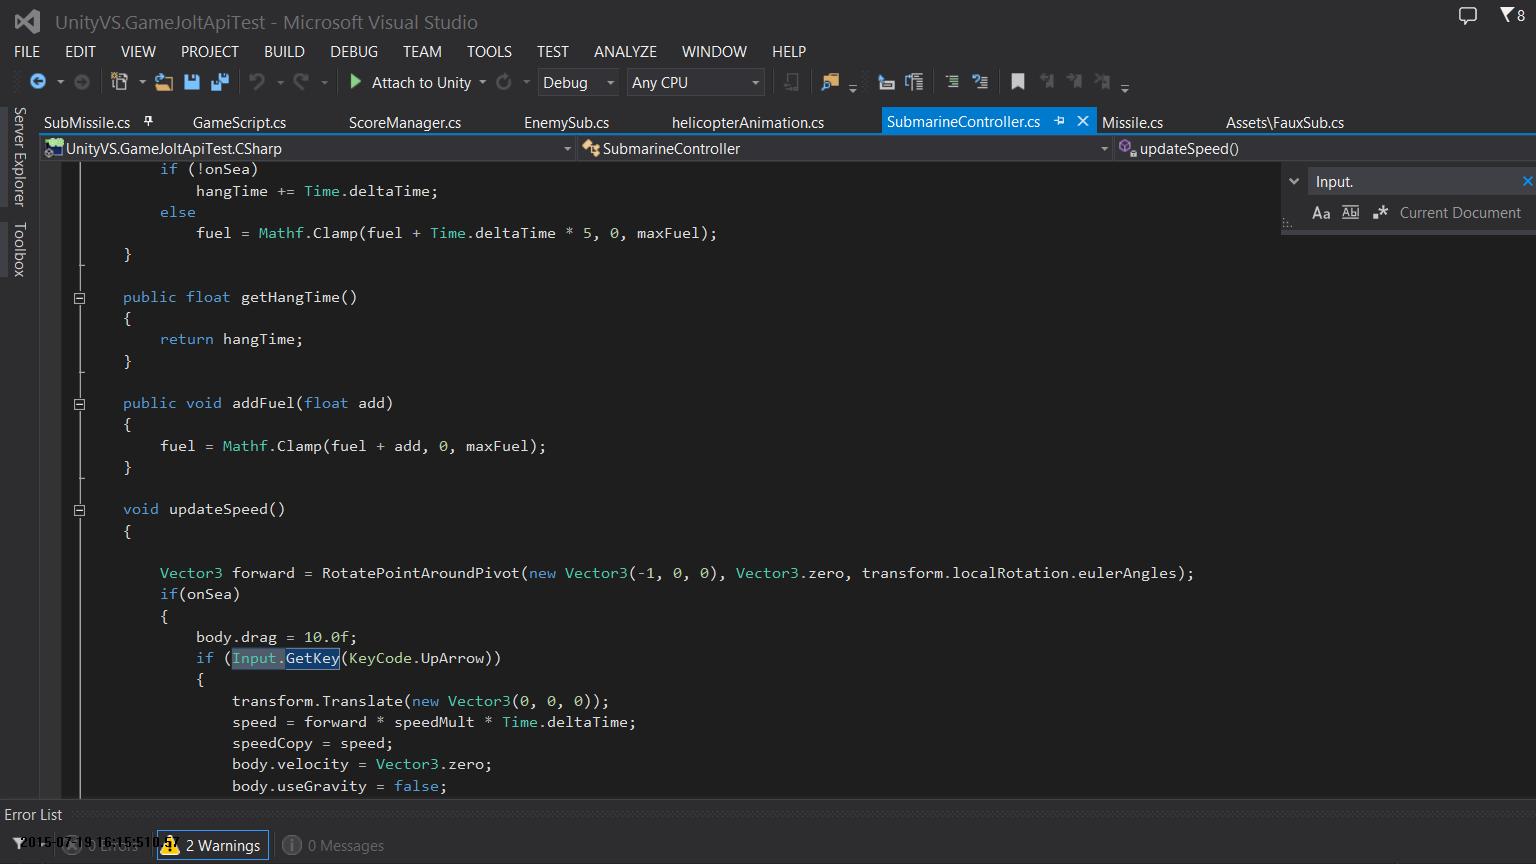 UnityVS.GameJoltApiTest - Microsoft Visual Studio
8
FILE EDIT VIEW PROJECT BUILD DEBUG TEAM TOOLS TEST ANALYZE WINDOW HELP
Attach to Unity Debug Any CPU
Server Explorer
Toolbox
SubMissile.cs GameScript.cs ScoreManager.cs EnemySub.cs helicopterAnimation.cs SubmarineController.cs Missile.cs Assets\FauxSub.cs
UnityVS.GameJoltApiTest.CSharp SubmarineController updateSpeed()
Input.
Aa Abl .* Current Document
if (!onSea)
hangTime += Time.deltaTime;
else
fuel = Mathf.Clamp(fuel + Time.deltaTime * 5, 0, maxFuel);
}
public float getHangTime()
{
return hangTime;
}
public void addFuel(float add)
{
fuel = Mathf.Clamp(fuel + add, 0, maxFuel);
}
void updateSpeed()
{
Vector3 forward = RotatePointAroundPivot(new Vector3(-1, 0, 0), Vector3.zero, transform.localRotation.eulerAngles);
if(onSea)
{
body.drag = 10.0f;
if (Input.GetKey(KeyCode.UpArrow))
{
transform.Translate(new Vector3(0, 0, 0));
speed = forward * speedMult * Time.deltaTime;
speedCopy = speed;
body.velocity = Vector3.zero;
body.useGravity = false;
Error List
0 Errors 2 Warnings 0 Messages